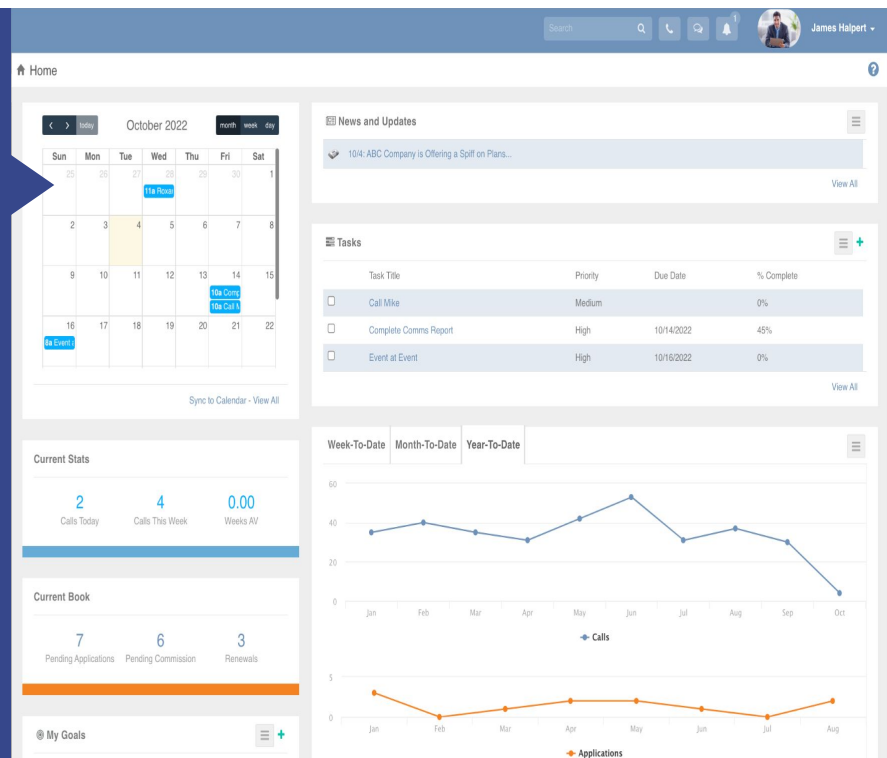 Search
1
James Halpert
Home
today
October 2022
month week day
Sun Mon Tue Wed Thu Fri Sat
25 26 27 28 29 30 1
11a Roxa
2 3 4 5 6 7 8
9 10 11 12 13 14 15
10a Comp
10a Call M
16 17 18 19 20 21 22
6a Event a
Sync to Calendar - View All
Current Stats
2 4 0.00
Calls Today Calls This Week Weeks AV
Current Book
7 6 3
Pending Applications Pending Commission Renewals
My Goals
News and Updates
10/4: ABC Company is Offering a Spiff on Plans...
View All
Tasks
Task Title Priority Due Date % Complete
Call Mike Medium 0%
Complete Comms Report High 10/14/2022 45%
Event at Event High 10/16/2022 0%
View All
Week-To-Date Month-To-Date Year-To-Date
60
40
20
0
Jan Feb Mar Apr May Jun Jul Aug Sep Oct
Calls
5
0
Jan Feb Mar Apr May Jun Jul Aug
Applications